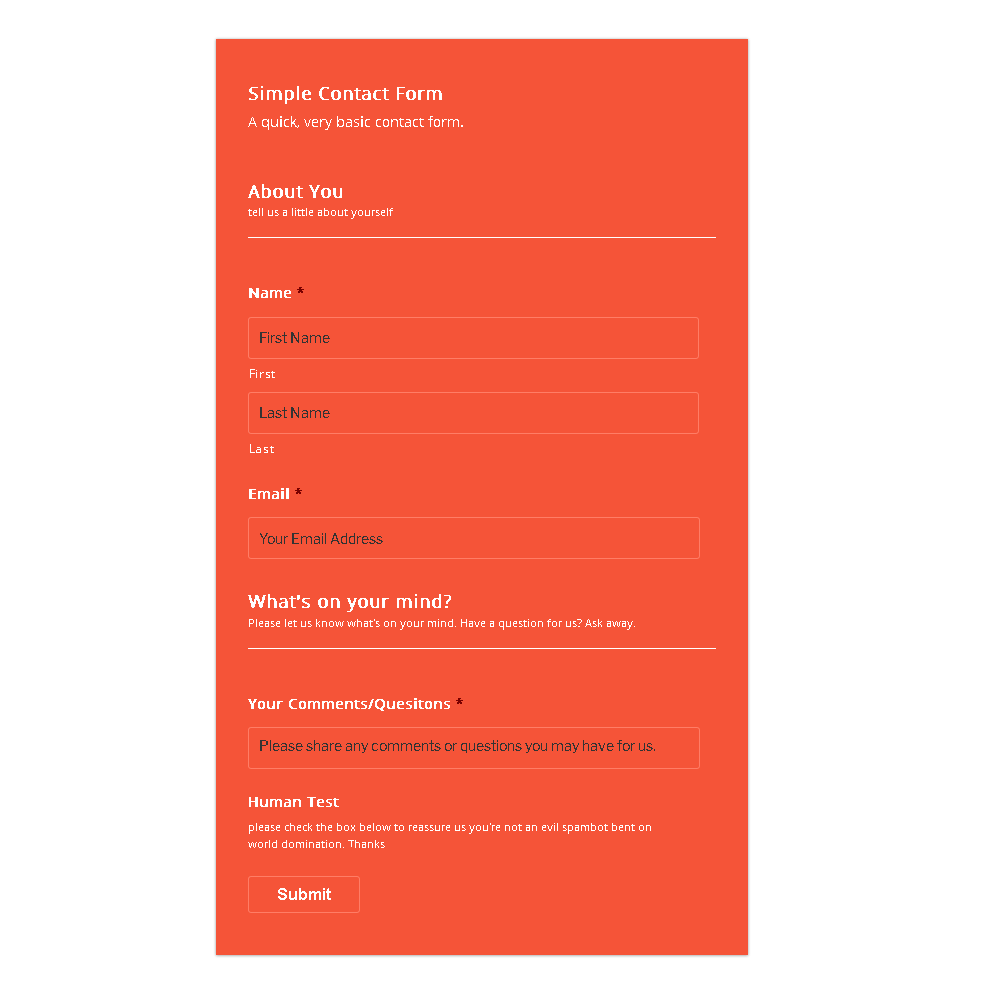 Simple Contact Form
A quick, very basic contact form.
About You
tell us a little about yourself
Name *
First Name
First
Last Name
Last
Email *
Your Email Address
What's on your mind?
Please let us know what's on your mind. Have a question for us? Ask away.
Your Comments/Quesitons *
Please share any comments or questions you may have for us.
Human Test
please check the box below to reassure us you're not an evil spambot bent on
world domination. Thanks
Submit